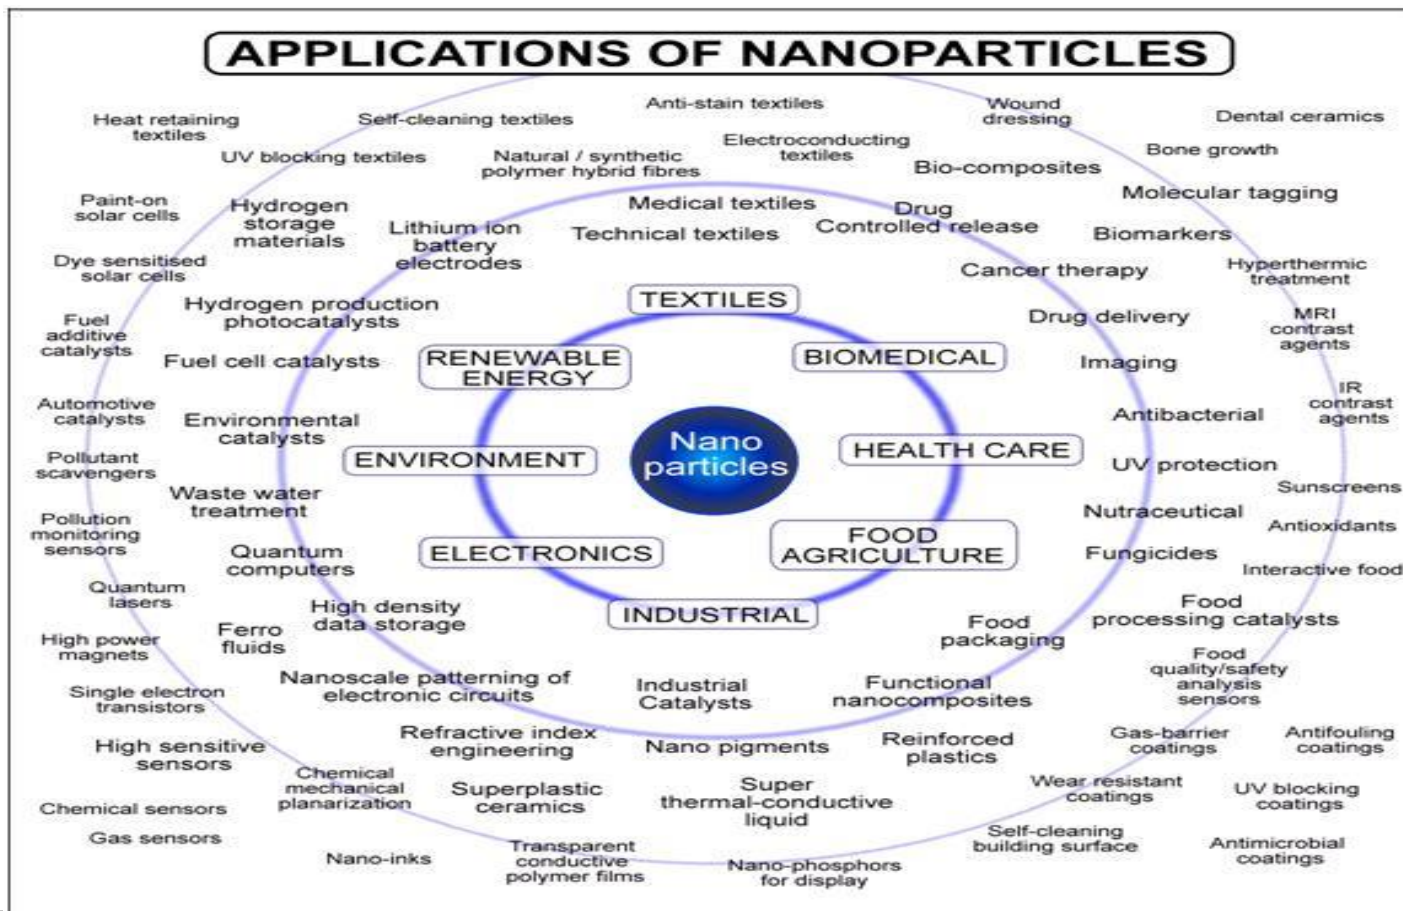 APPLICATIONS OF NANOPARTICLES
Heat retaining
textiles
Self-cleaning textiles
Anti-stain textiles
Wound
dressing
Dental ceramics
UV blocking textiles
Natural / synthetic
polymer hybrid fibres
Electroconducting
textiles
Bio-composites
Bone growth
Paint-on
solar cells
Hydrogen
storage
materials
Lithium ion
battery
electrodes
Medical textiles
Technical textiles
Drug
Controlled release
Molecular tagging
Biomarkers
Dye sensitised
solar cells
Cancer therapy
Hyperthermic
treatment
Hydrogen production
photocatalysts
TEXTILES
Drug delivery
MRI
contrast
agents
Fuel
additive
catalysts
Fuel cell catalysts
RENEWABLE
ENERGY
BIOMEDICAL
Imaging
IR
contrast
agents
Automotive
catalysts
Environmental
catalysts
Antibacterial
Pollutant
scavengers
ENVIRONMENT
Nano
particles
HEALTH CARE
UV protection
Sunscreens
Waste water
treatment
Nutraceutical
Antioxidants
Pollution
monitoring
sensors
Quantum
computers
ELECTRONICS
FOOD
AGRICULTURE
Fungicides
Interactive food
Quantum
lasers
High density
data storage
INDUSTRIAL
Food
processing catalysts
High power
magnets
Ferro
fluids
Food
packaging
Food
quality/safety
analysis
sensors
Single electron
transistors
Nanoscale patterning of
electronic circuits
Industrial
Catalysts
Functional
nanocomposites
High sensitive
sensors
Refractive index
engineering
Nano pigments
Reinforced
plastics
Gas-barrier
coatings
Antifouling
coatings
Chemical
mechanical
planarization
Superplastic
ceramics
Super
thermal-conductive
liquid
Wear resistant
coatings
UV blocking
coatings
Chemical sensors
Gas sensors
Nano-inks
Transparent
conductive
polymer films
Nano-phosphors
for display
Self-cleaning
building surface
Antimicrobial
coatings